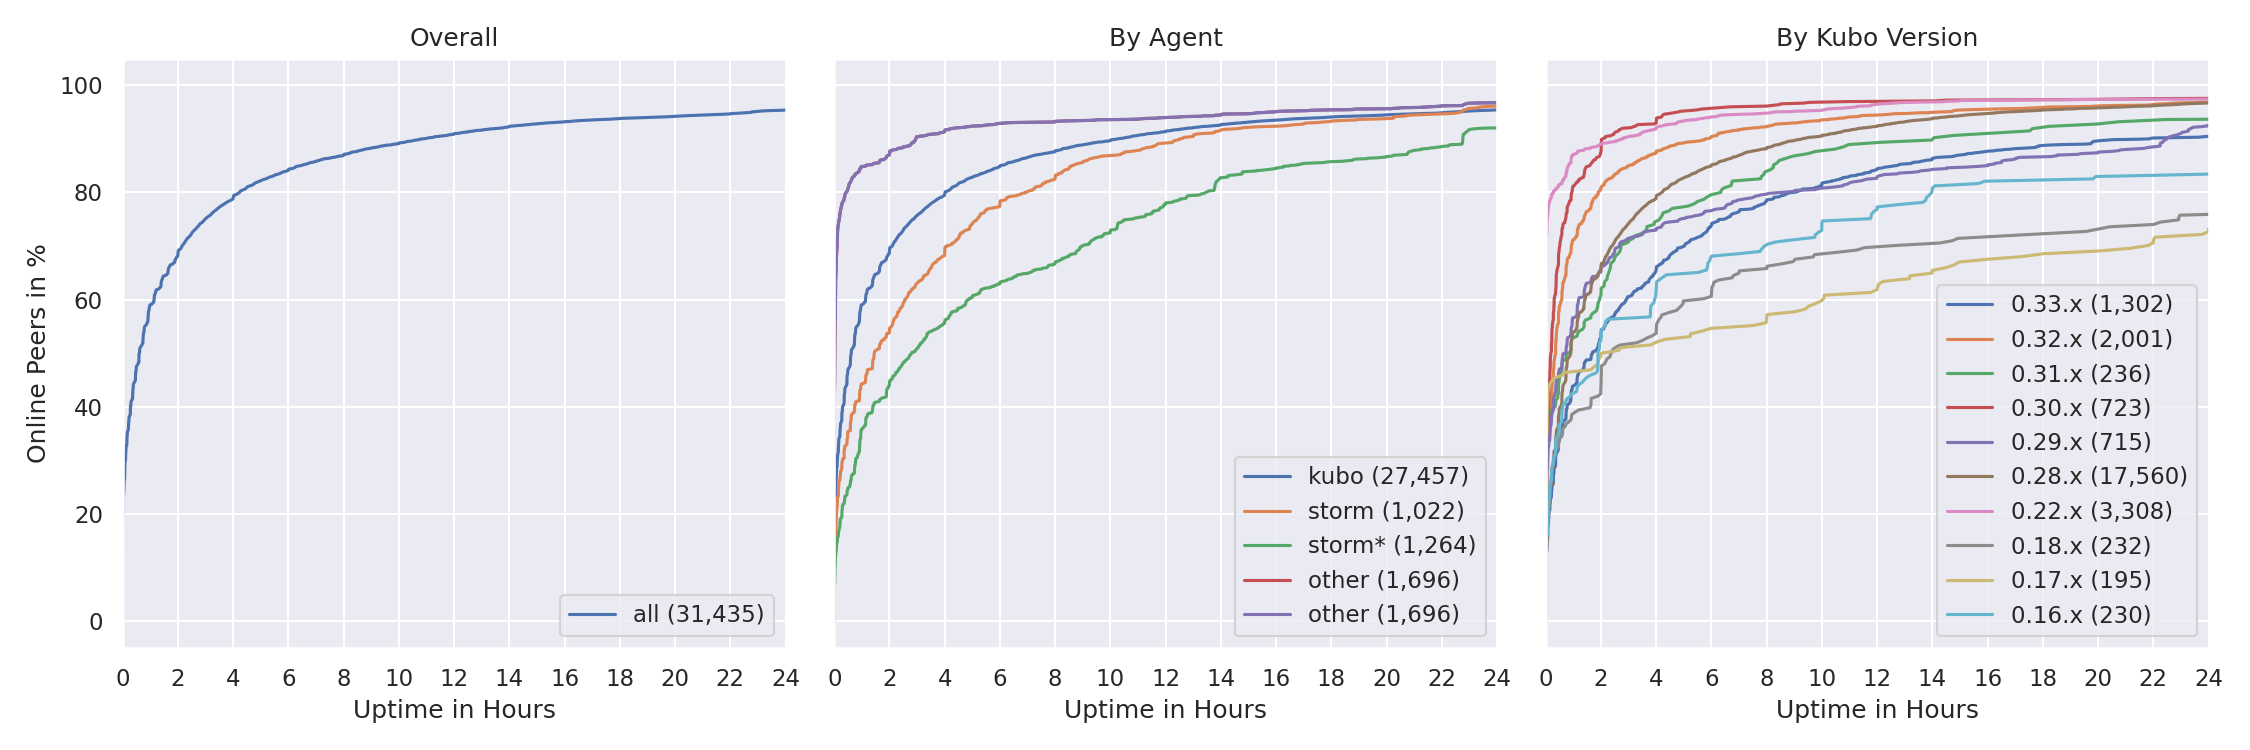 Overall
By Agent
By Kubo Version
Online Peers in %
100
80
60
40
20
0
all (31,435)
kubo (27,457)
storm (1,022)
storm* (1,264)
other (1,696)
other (1,696)
0.33.x (1,302)
0.32.x (2,001)
0.31.x (236)
0.30.x (723)
0.29.x (715)
0.28.x (17,560)
0.22.x (3,308)
0.18.x (232)
0.17.x (195)
0.16.x (230)
0 2 4 6 8 10 12 14 16 18 20 22 24
0 2 4 6 8 10 12 14 16 18 20 22 24
0 2 4 6 8 10 12 14 16 18 20 22 24
Uptime in Hours
Uptime in Hours
Uptime in Hours